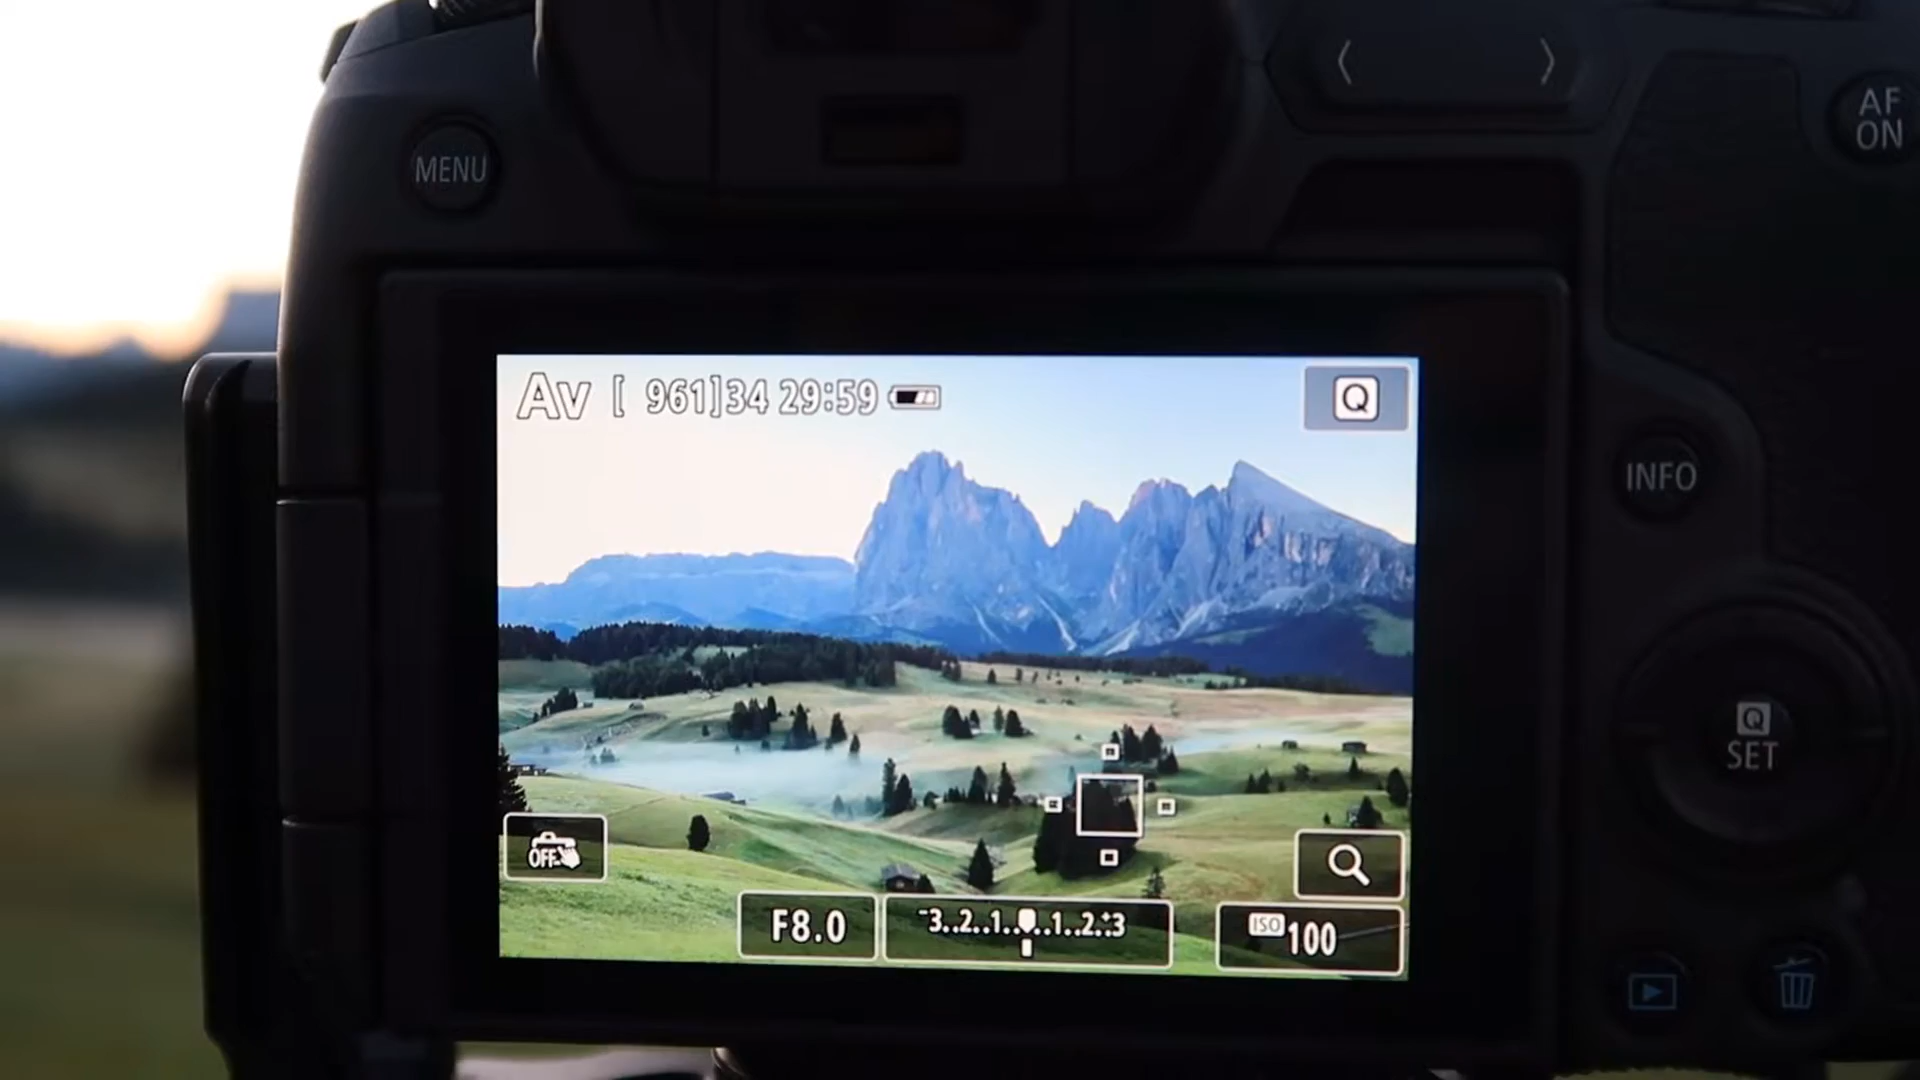 AF
ON
MENU
Av [ 961]34 29:59
Q
INFO
Q
SET
OFF
F8.0
-3..2..1..0..1..2..+3
ISO 100